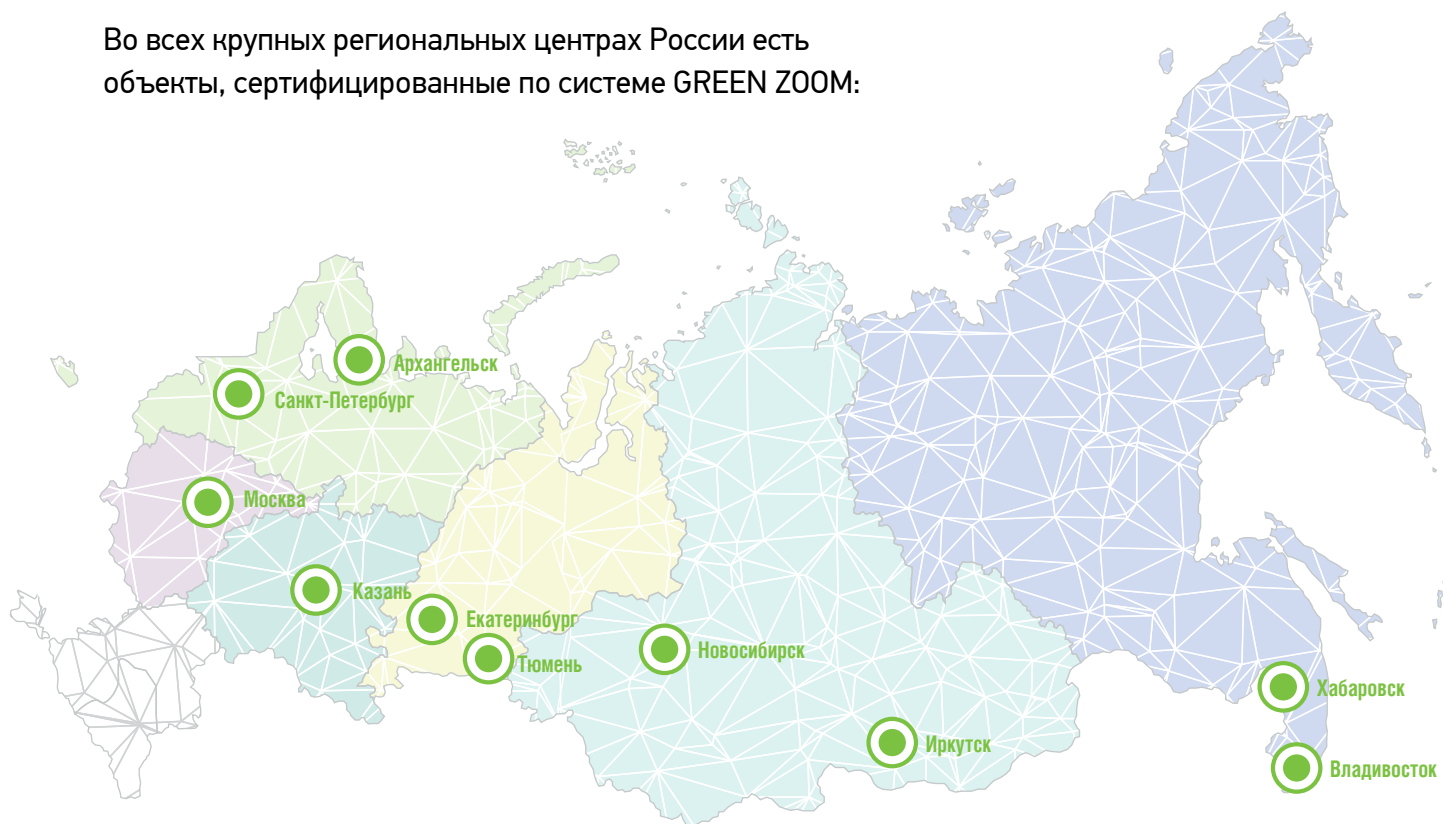 Во всех крупных региональных центрах России есть
объекты, сертифицированные по системе GREEN ZOOM:
Архангельск
Санкт-Петербург
Москва
Казань
Екатеринбург
Тюмень
Новосибирск
Иркутск
Хабаровск
Владивосток